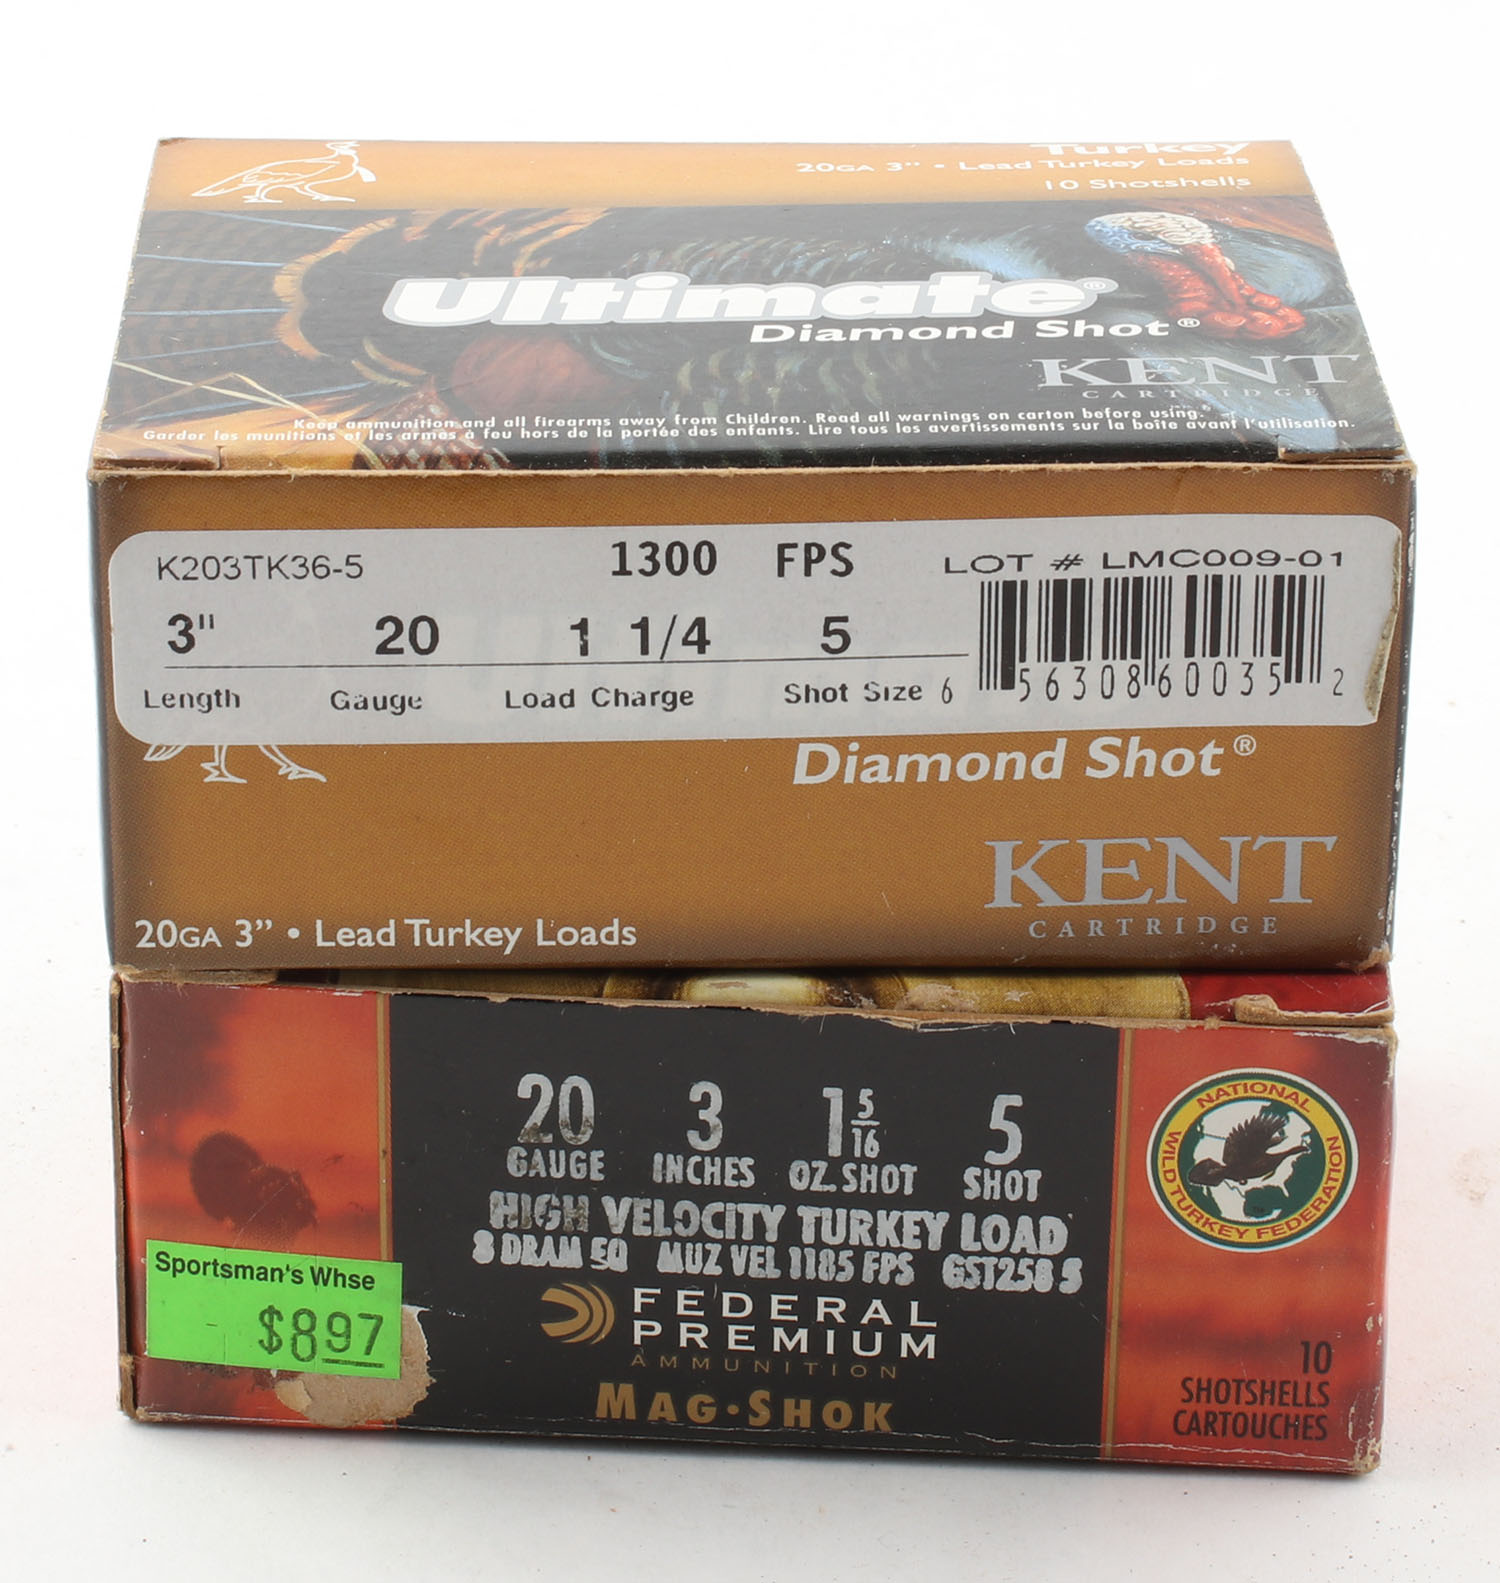 Turkey
20GA 3" • Lead Turkey Loads
10 Shotshells
Ultimate®
Diamond Shot®
KENT
CARTRIDGE
Keep ammunition and all firearms away from Children. Read all warnings on carton before using.
Garder les munitions et les armes à feu hors de la portée des enfants. Lire tous les avertissements sur la boîte avant l'utilisation.
K203TK36-5 1300 FPS LOT # LMC009-01
3" 20 1 1/4 5
Length Gauge Load Charge Shot Size 6 56308 60035 2
Diamond Shot®
KENT
CARTRIDGE
20GA 3" • Lead Turkey Loads
20 3 1 5/16 5
GAUGE INCHES OZ. SHOT SHOT
HIGH VELOCITY TURKEY LOAD
3 DRAM EQ MUZ VEL 1185 FPS GST258 5
FEDERAL
PREMIUM
AMMUNITION
MAG•SHOK
NATIONAL
WILD TURKEY FEDERATION
Sportsman's Whse
$8.97
10
SHOTSHELLS
CARTOUCHES